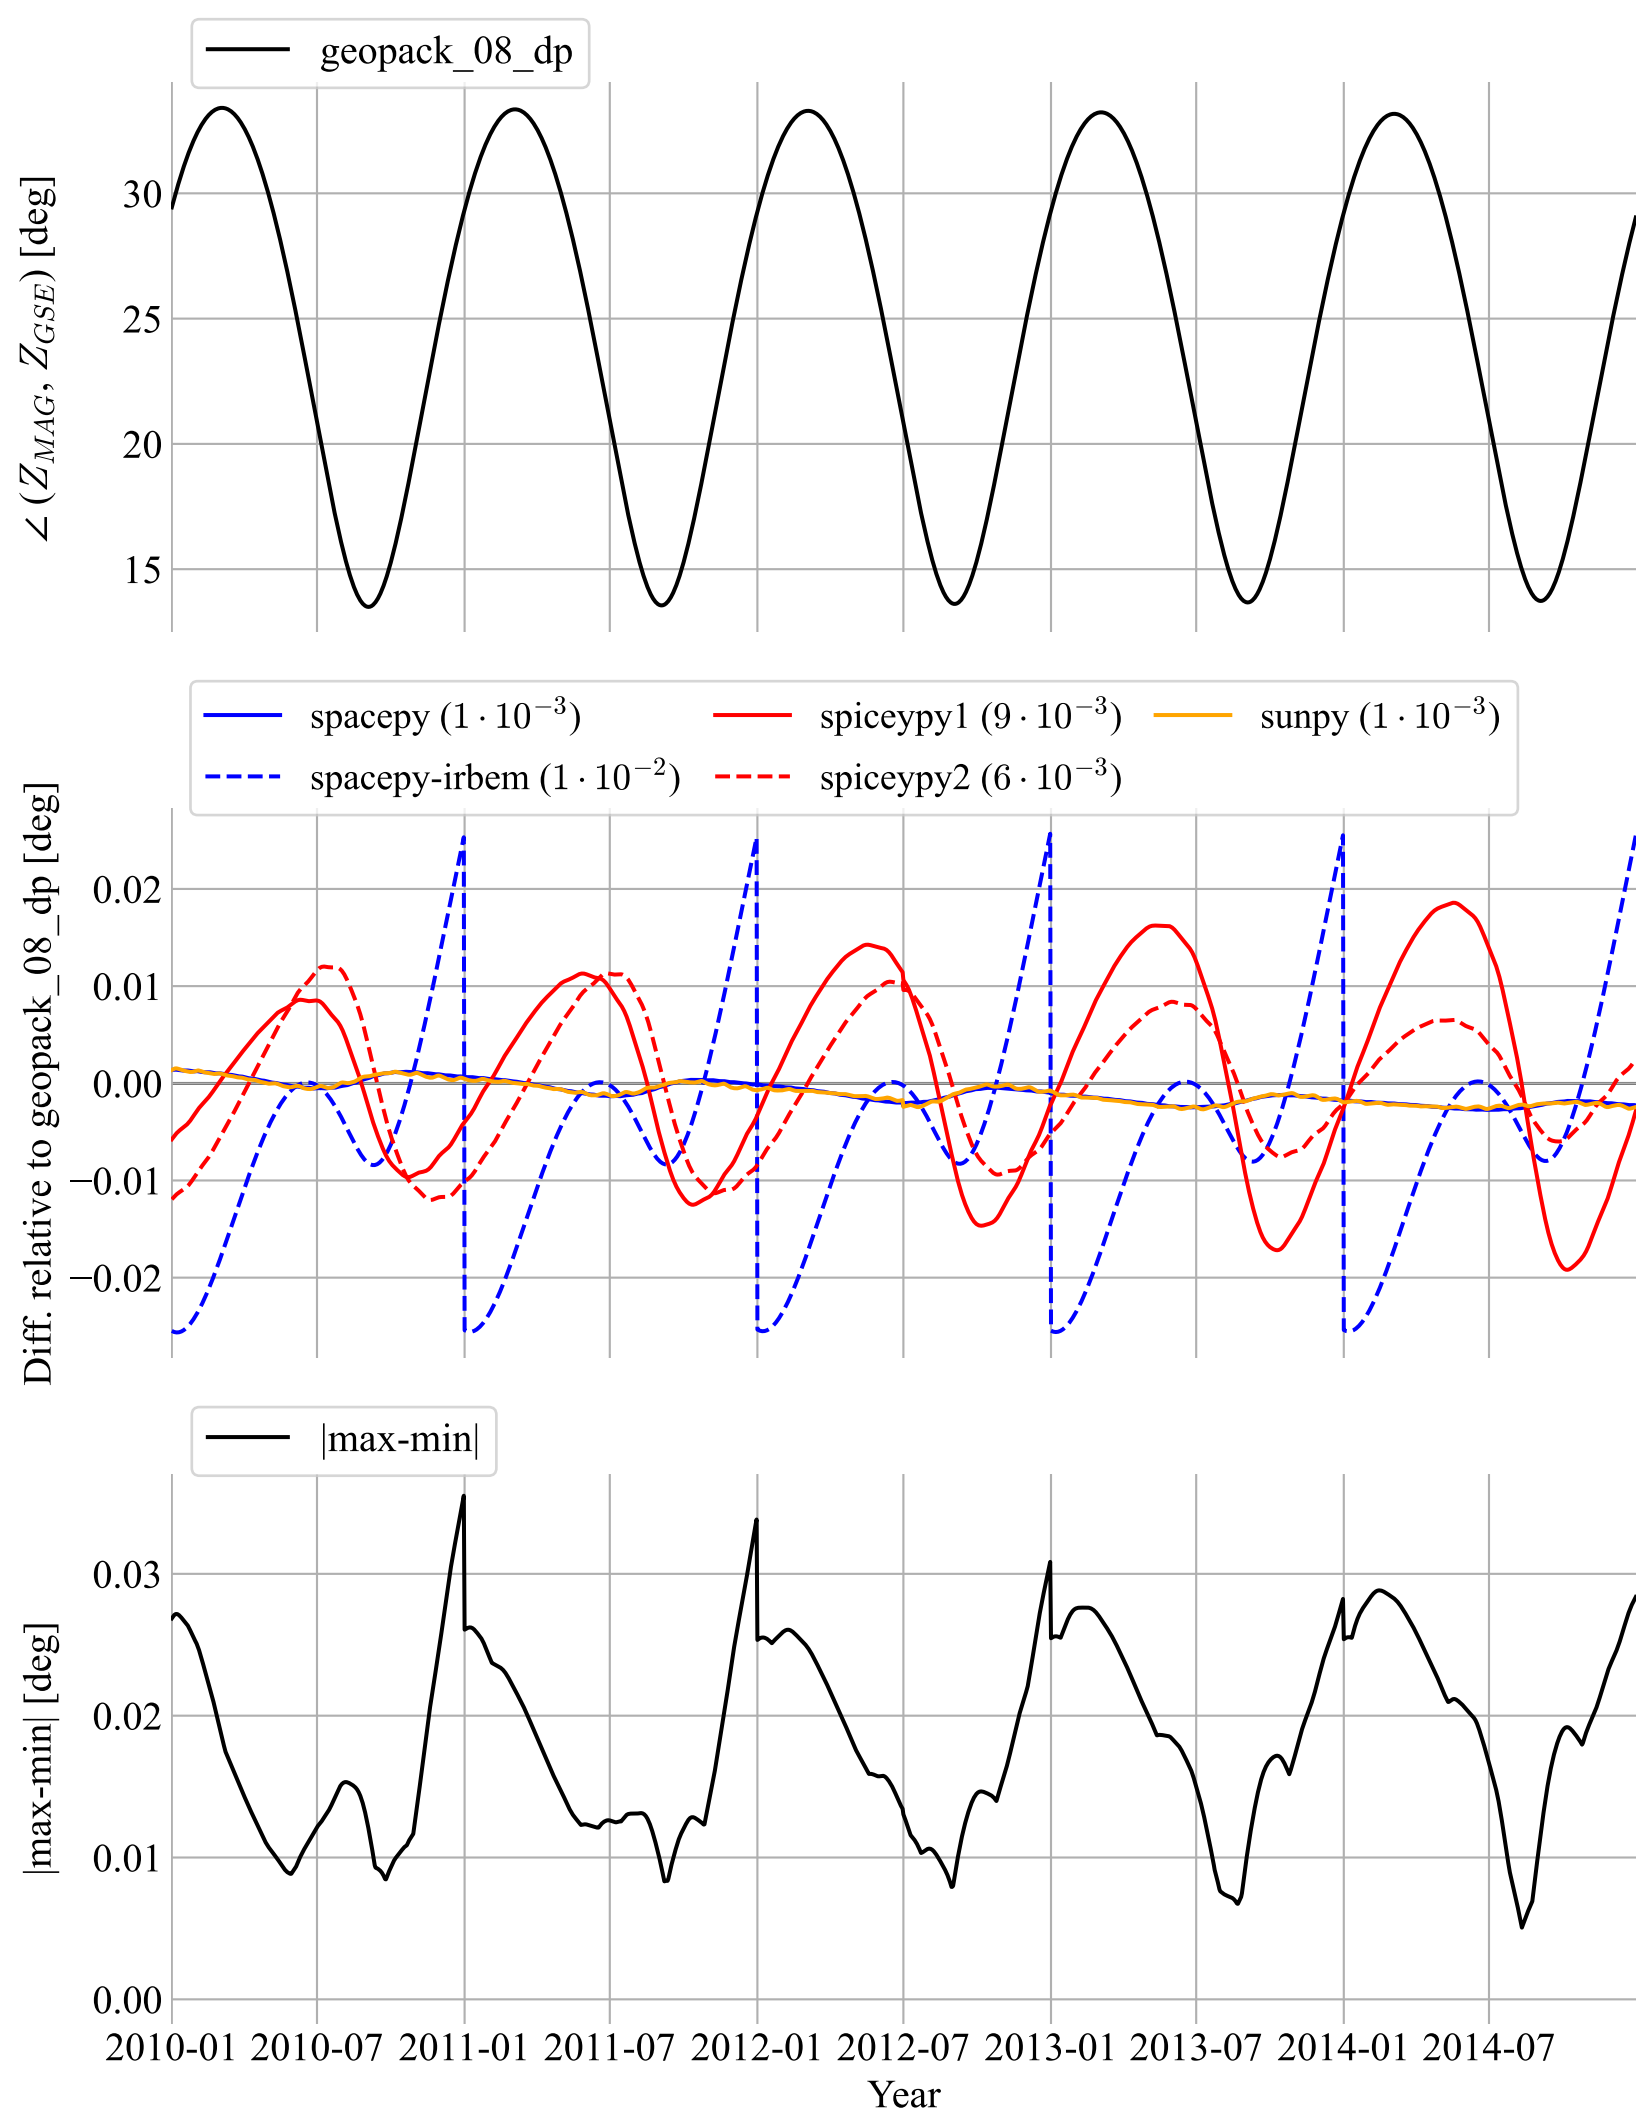 geopack_08_dp
∠ (Z_MAG, Z_GSE) [deg]
30
25
20
15
spacepy (1 · 10⁻³)
spiceypy1 (9 · 10⁻³)
sunpy (1 · 10⁻³)
spacepy-irbem (1 · 10⁻²)
spiceypy2 (6 · 10⁻³)
Diff. relative to geopack_08_dp [deg]
0.02
0.01
0.00
−0.01
−0.02
|max-min|
|max-min| [deg]
0.03
0.02
0.01
0.00
2010-01 2010-07 2011-01 2011-07 2012-01 2012-07 2013-01 2013-07 2014-01 2014-07
Year